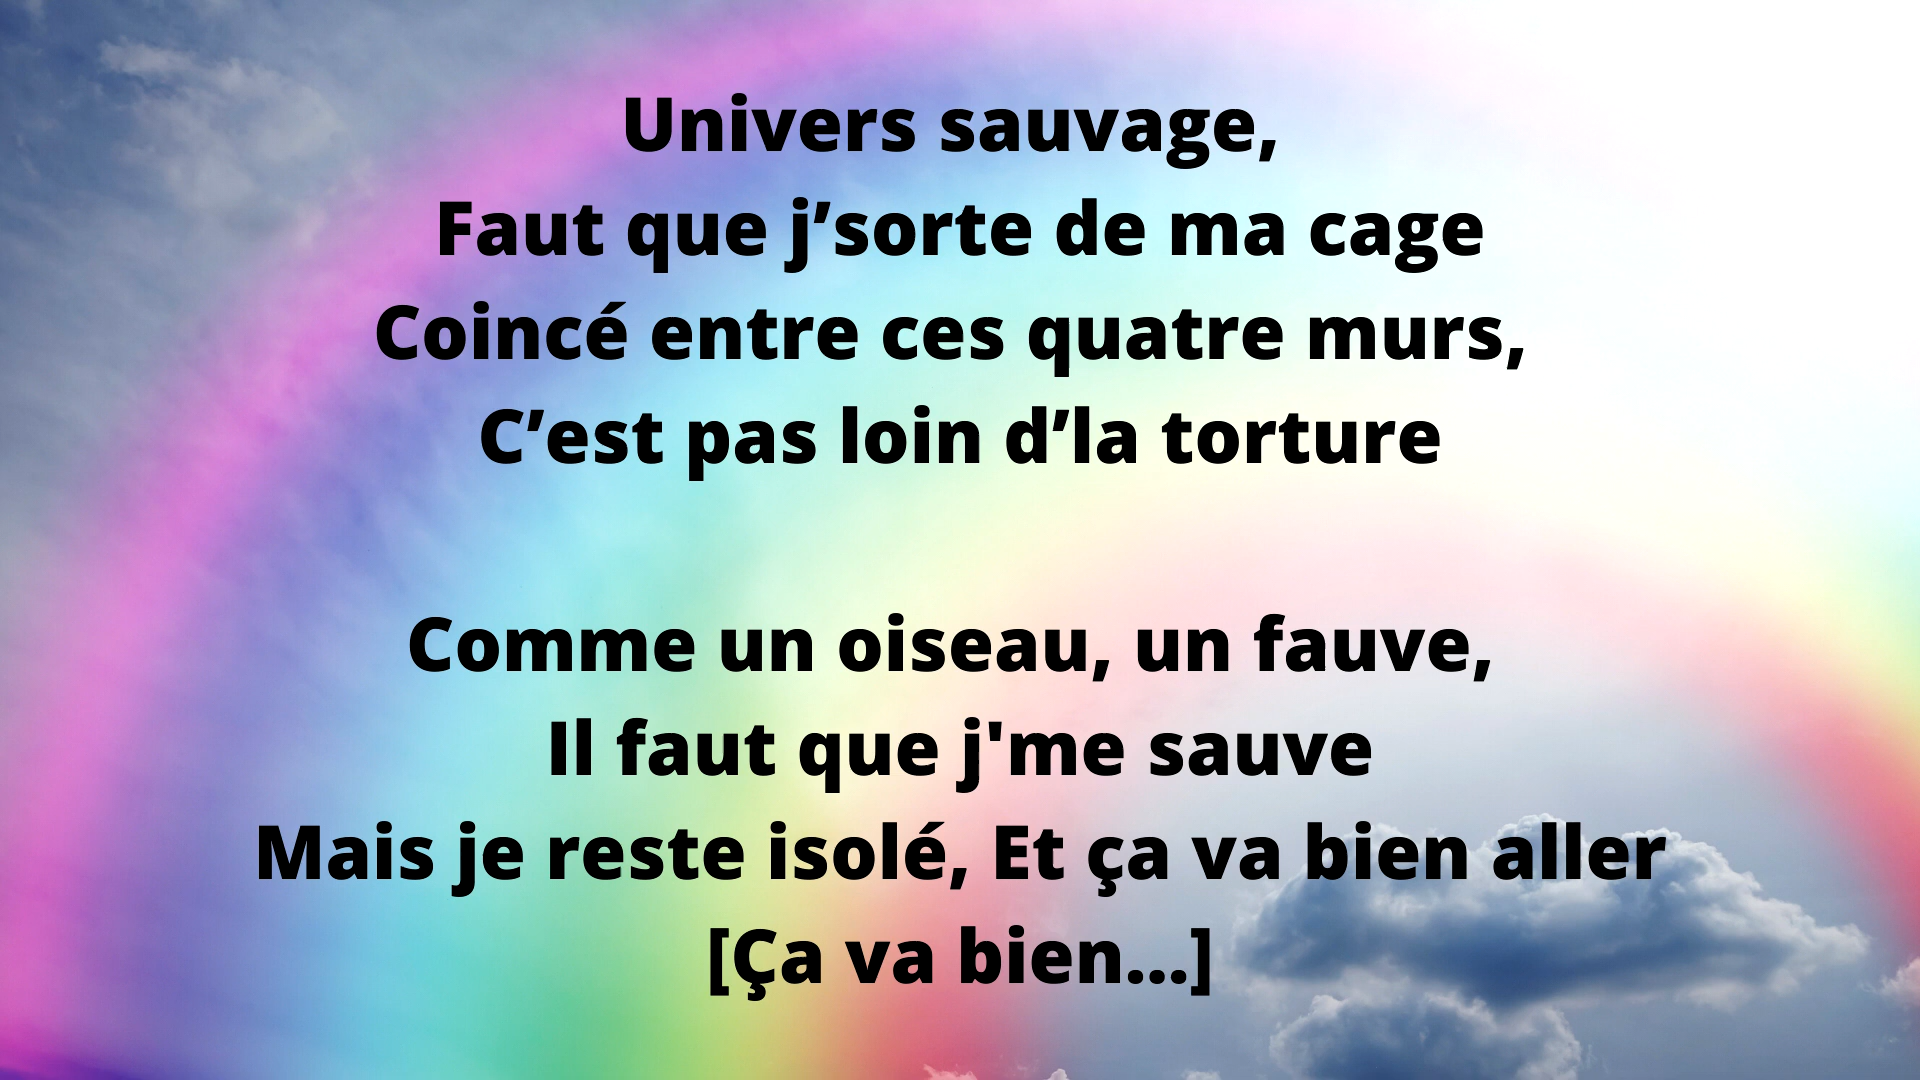 Univers sauvage,
Faut que j’sorte de ma cage
Coincé entre ces quatre murs,
C’est pas loin d’la torture
Comme un oiseau, un fauve,
Il faut que j'me sauve
Mais je reste isolé, Et ça va bien aller
[Ça va bien...]